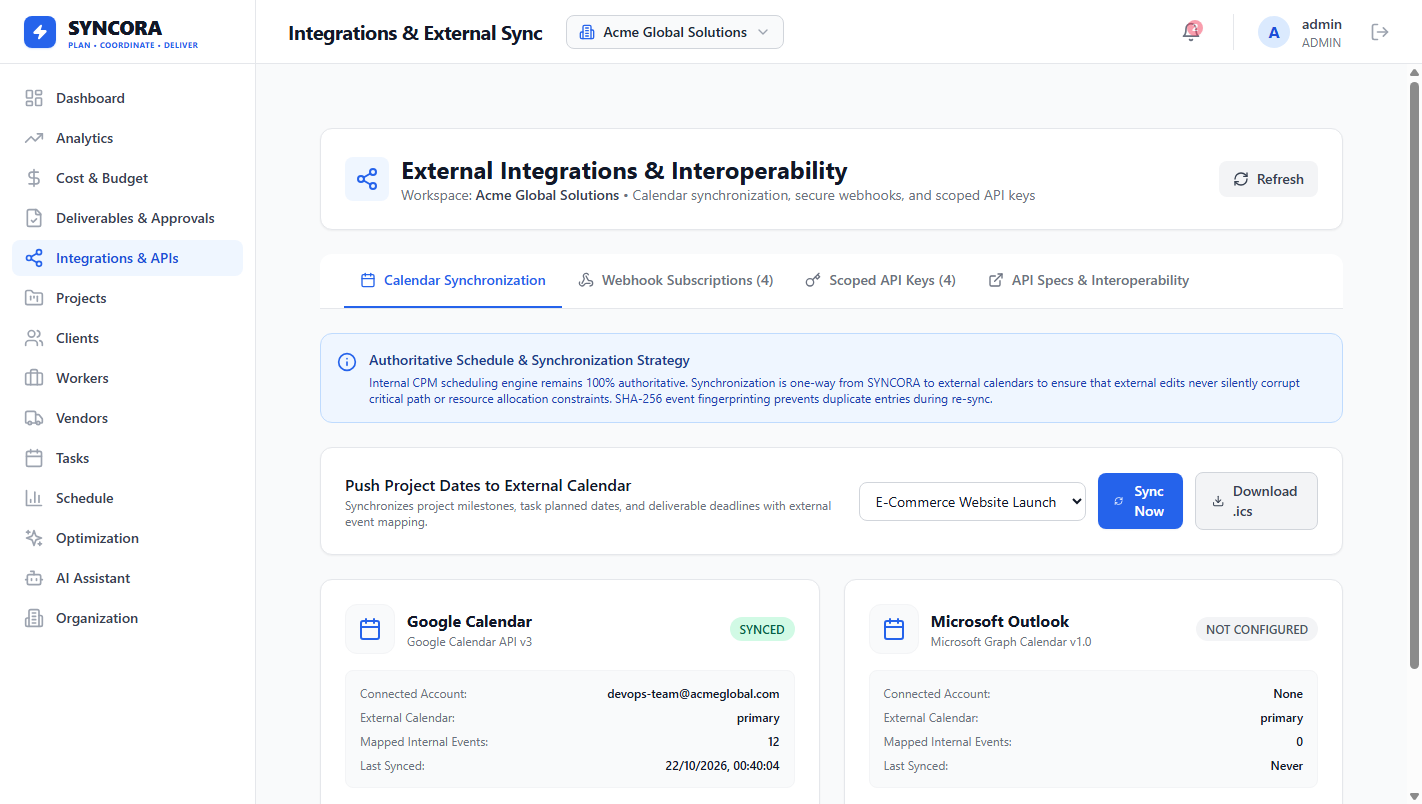 SYNCORA
PLAN • COORDINATE • DELIVER
Integrations & External Sync
Acme Global Solutions
A
admin
ADMIN
Dashboard
Analytics
Cost & Budget
Deliverables & Approvals
Integrations & APIs
Projects
Clients
Workers
Vendors
Tasks
Schedule
Optimization
AI Assistant
Organization
External Integrations & Interoperability
Workspace: Acme Global Solutions • Calendar synchronization, secure webhooks, and scoped API keys
Refresh
Calendar Synchronization
Webhook Subscriptions (4)
Scoped API Keys (4)
API Specs & Interoperability
Authoritative Schedule & Synchronization Strategy
Internal CPM scheduling engine remains 100% authoritative. Synchronization is one-way from SYNCORA to external calendars to ensure that external edits never silently corrupt
critical path or resource allocation constraints. SHA-256 event fingerprinting prevents duplicate entries during re-sync.
Push Project Dates to External Calendar
Synchronizes project milestones, task planned dates, and deliverable deadlines with external
event mapping.
E-Commerce Website Launch
Sync
Now
Download
.ics
Google Calendar
Google Calendar API v3
SYNCED
Connected Account: devops-team@acmeglobal.com
External Calendar: primary
Mapped Internal Events: 12
Last Synced: 22/10/2026, 00:40:04
Microsoft Outlook
Microsoft Graph Calendar v1.0
NOT CONFIGURED
Connected Account: None
External Calendar: primary
Mapped Internal Events: 0
Last Synced: Never